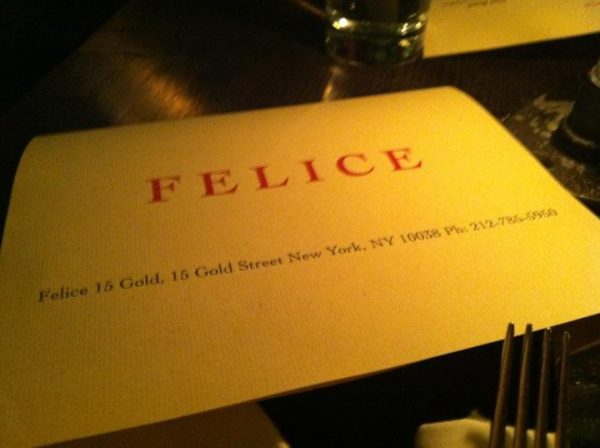 FELICE
Felice 15 Gold, 15 Gold Street New York, NY 10038 Ph: 212-785-5950